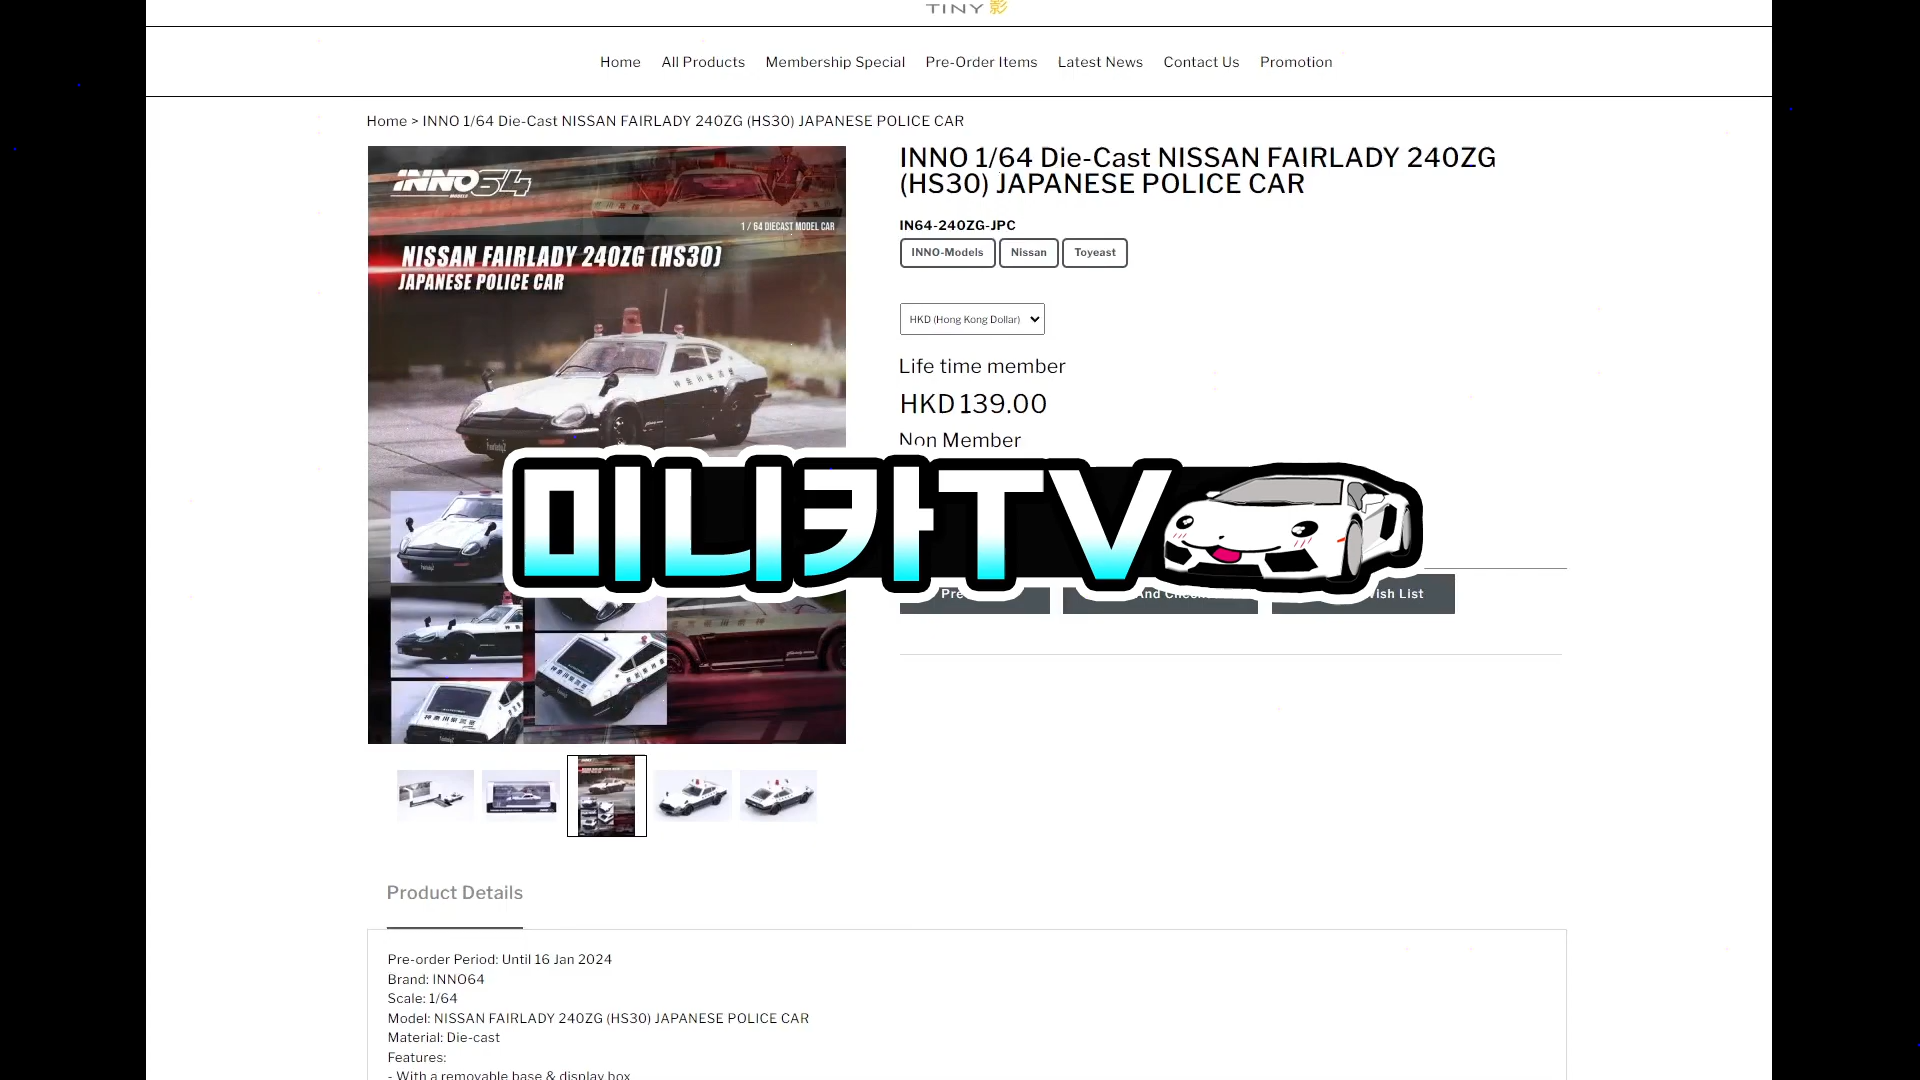 TINY 影
Home All Products Membership Special Pre-Order Items Latest News Contact Us Promotion
Home > INNO 1/64 Die-Cast NISSAN FAIRLADY 240ZG (HS30) JAPANESE POLICE CAR
INNO64
MODELS
1 / 64 DIECAST MODEL CAR
NISSAN FAIRLADY 240ZG (HS30)
JAPANESE POLICE CAR
INNO 1/64 Die-Cast NISSAN FAIRLADY 240ZG
(HS30) JAPANESE POLICE CAR
IN64-240ZG-JPC
INNO-Models Nissan Toyeast
HKD (Hong Kong Dollar)
Life time member
HKD 139.00
Non Member
미니카TV
Product Details
Pre-order Period: Until 16 Jan 2024
Brand: INNO64
Scale: 1/64
Model: NISSAN FAIRLADY 240ZG (HS30) JAPANESE POLICE CAR
Material: Die-cast
Features:
- With a removable base & display box